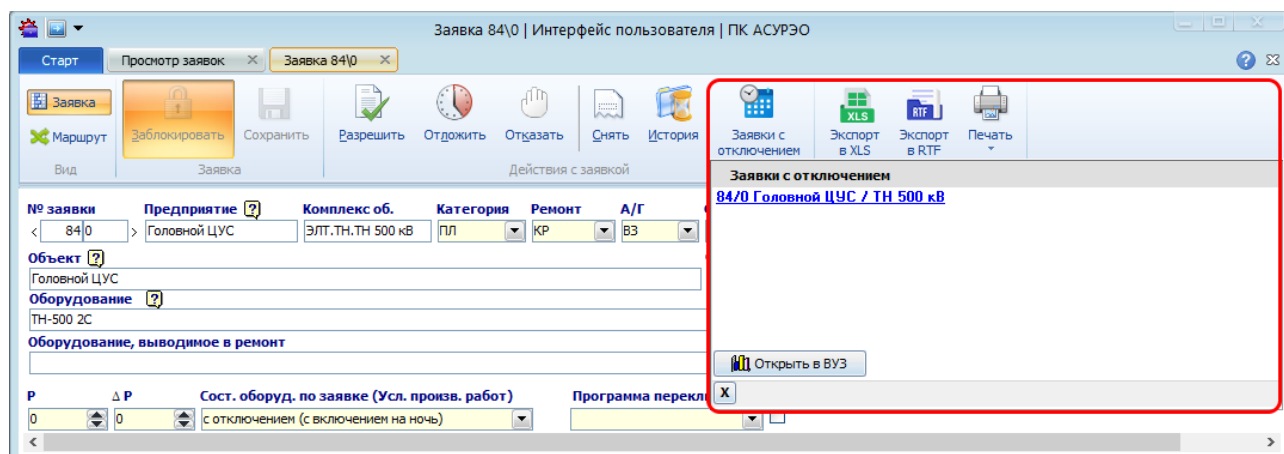 Заявка 84\0 | Интерфейс пользователя | ПК АСУРЭО
Старт Просмотр заявок Заявка 84\0
Заявка
Маршрут
Вид
Заблокировать Сохранить
Заявка
Разрешить Отложить Отказать Снять История
Действия с заявкой
Заявки с отключением
Экспорт в XLS
Экспорт в RTF
Печать
Заявки с отключением
84/0 Головной ЦУС / ТН 500 кВ
Открыть в ВУЗ
X
№ заявки Предприятие ? Комплекс об. Категория Ремонт А/Г
< 84 0 > Головной ЦУС ЭЛТ.ТН.ТН 500 кВ ПЛ КР ВЗ
Объект ?
Головной ЦУС
Оборудование ?
ТН-500 2С
Оборудование, выводимое в ремонт
P Δ P Сост. оборуд. по заявке (Усл. произв. работ) Программа перекл
0 0 с отключением (с включением на ночь)